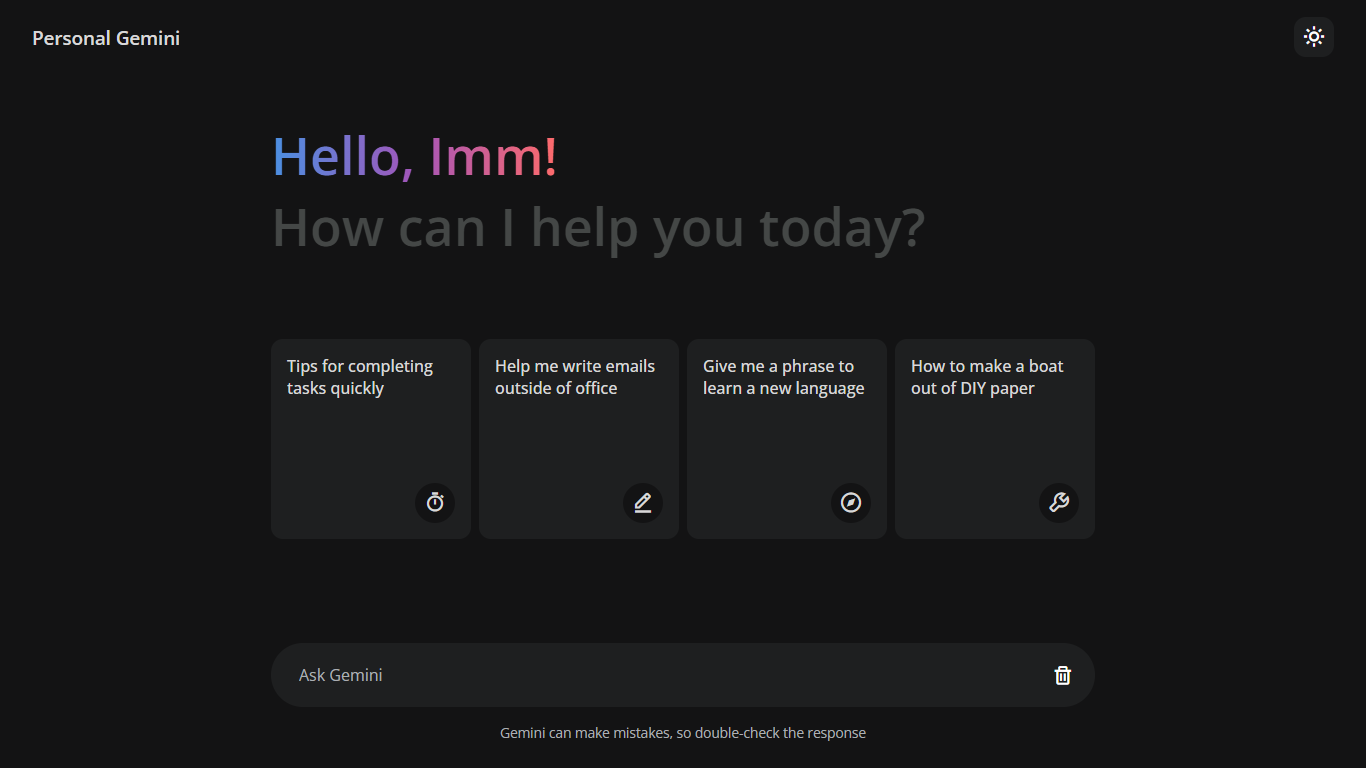 Personal Gemini
Hello, Imm!
How can I help you today?
Tips for completing
tasks quickly
Help me write emails
outside of office
Give me a phrase to
learn a new language
How to make a boat
out of DIY paper
Ask Gemini
Gemini can make mistakes, so double-check the response